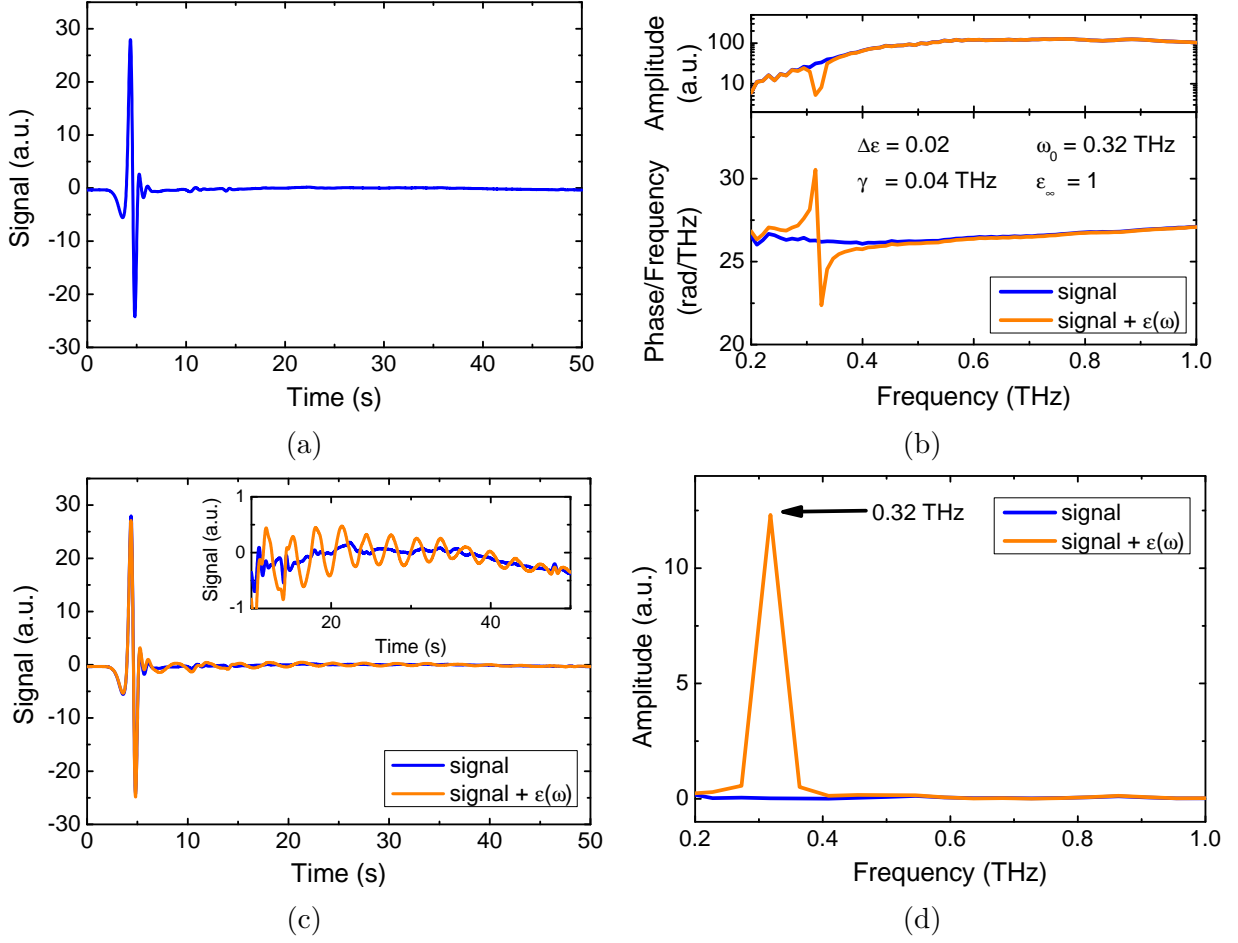 30
20
10
0
-10
-20
-30
0 10 20 30 40 50
Signal (a.u.)
Time (s)
(a)
100
10
Amplitude
(a.u.)
Δε = 0.02 ω0 = 0.32 THz
γ = 0.04 THz ε∞ = 1
30
25
20
Phase/Frequency
(rad/THz)
signal
signal + ε(ω)
0.2 0.4 0.6 0.8 1.0
Frequency (THz)
(b)
30
20
10
0
-10
-20
-30
0 10 20 30 40 50
Signal (a.u.)
Time (s)
1
0
-1
20 40
Signal (a.u.)
Time (s)
signal
signal + ε(ω)
(c)
10
5
0
0.2 0.4 0.6 0.8 1.0
Amplitude (a.u.)
Frequency (THz)
0.32 THz
signal
signal + ε(ω)
(d)